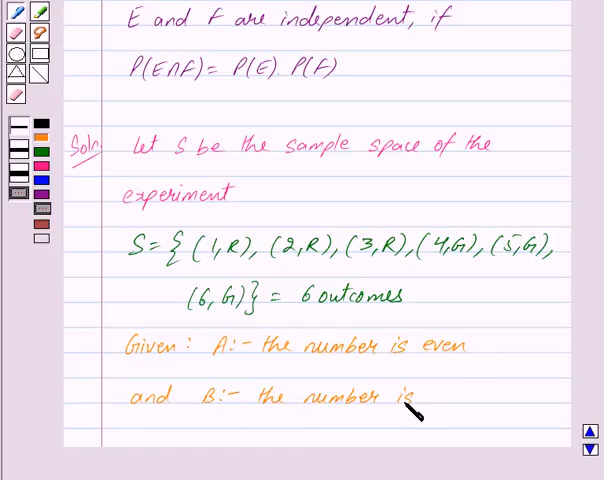 E and F are independent, if
P(E∩F) = P(E). P(F)
Soln Let S be the sample space of the
experiment
S = { (1,R), (2,R), (3,R), (4,G), (5,G),
(6,G)} = 6 outcomes
Given : A:- the number is even
and B:- the number is